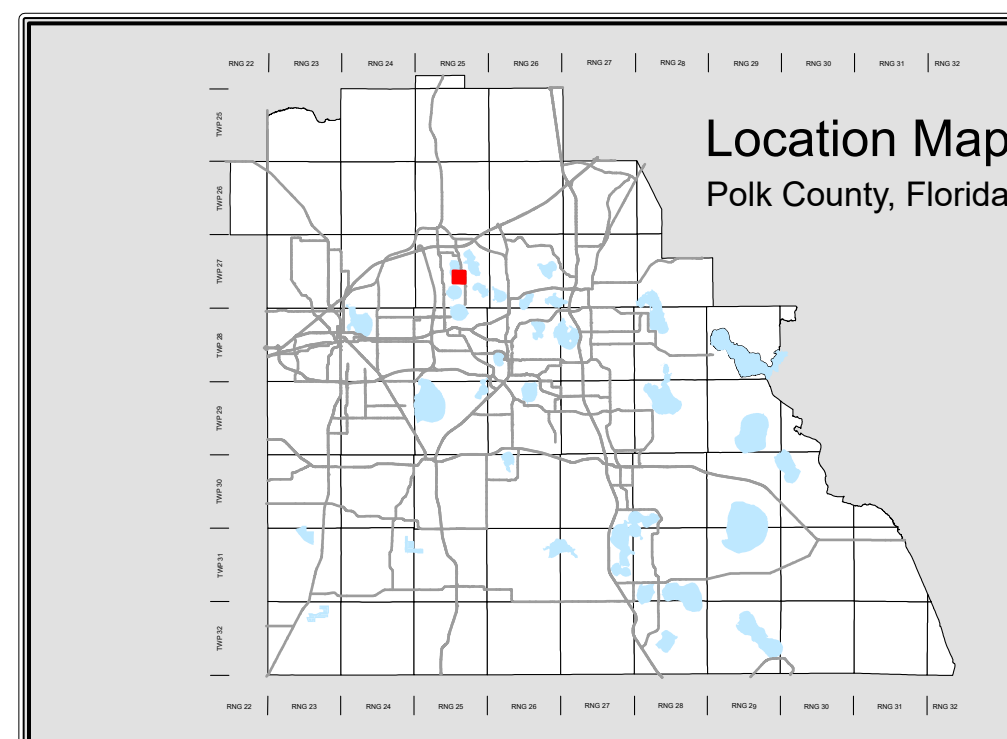 RNG 22 RNG 23 RNG 24 RNG 25 RNG 26 RNG 27 RNG 28 RNG 29 RNG 30 RNG 31 RNG 32
Location Map
Polk County, Florida
TWP 25
TWP 26
TWP 27
TWP 28
TWP 29
TWP 30
TWP 31
TWP 32
RNG 22 RNG 23 RNG 24 RNG 25 RNG 26 RNG 27 RNG 28 RNG 29 RNG 30 RNG 31 RNG 32